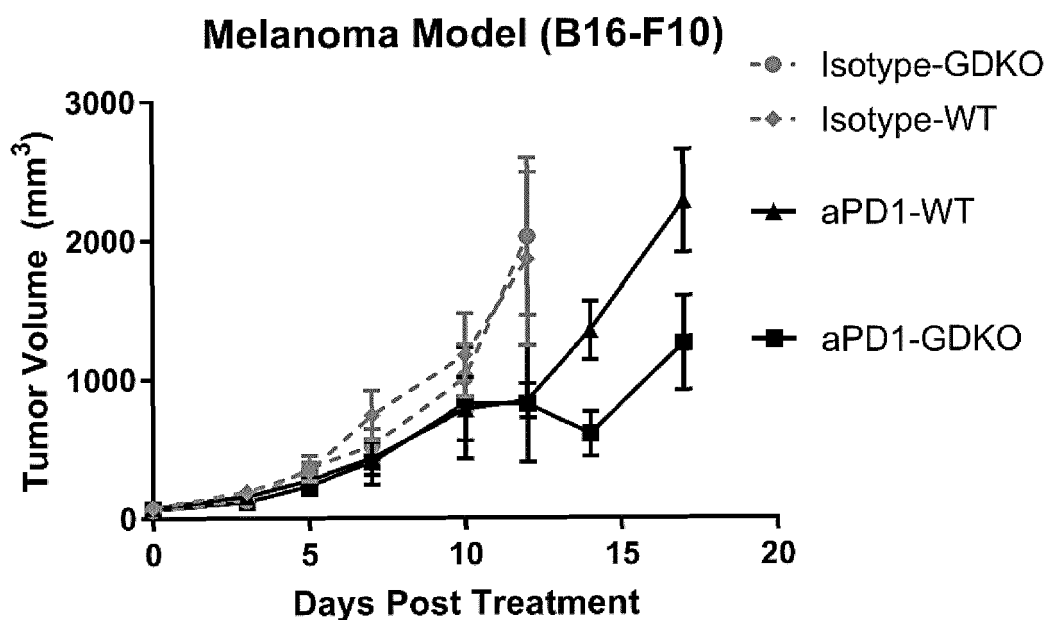 Melanoma Model (B16-F10)
Isotype-GDKO
Isotype-WT
aPD1-WT
aPD1-GDKO
Tumor Volume (mm³)
3000
2000
1000
0
0 5 10 15 20
Days Post Treatment